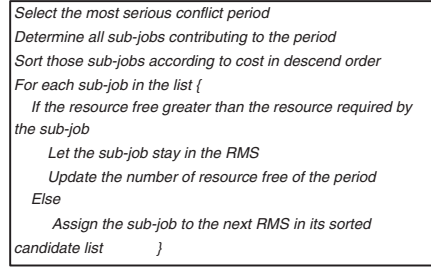 Select the most serious conflict period
Determine all sub-jobs contributing to the period
Sort those sub-jobs according to cost in descend order
For each sub-job in the list {
If the resource free greater than the resource required by
the sub-job
Let the sub-job stay in the RMS
Update the number of resource free of the period
Else
Assign the sub-job to the next RMS in its sorted
candidate list }